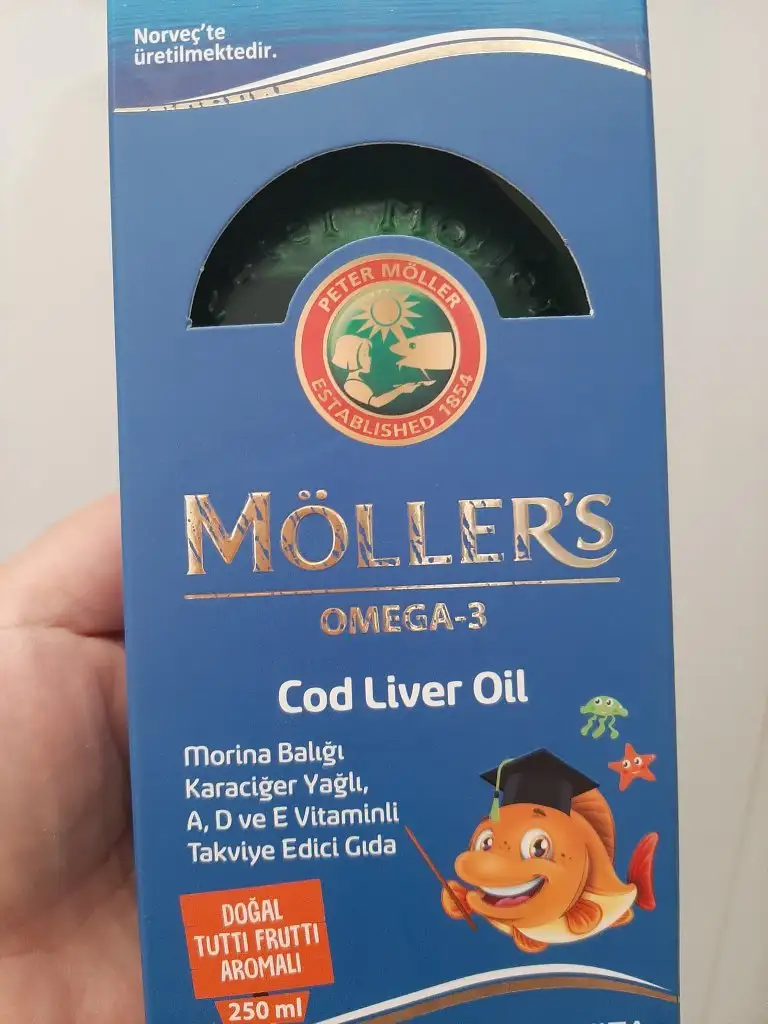 Norveç'te
üretilmektedir.
PETER MÖLLER
ESTABLISHED 1854
MÖLLER'S
OMEGA-3
Cod Liver Oil
Morina Balığı
Karaciğer Yağlı,
A, D ve E Vitaminli
Takviye Edici Gıda
DOĞAL
TUTTI FRUTTI
AROMALI
250 ml